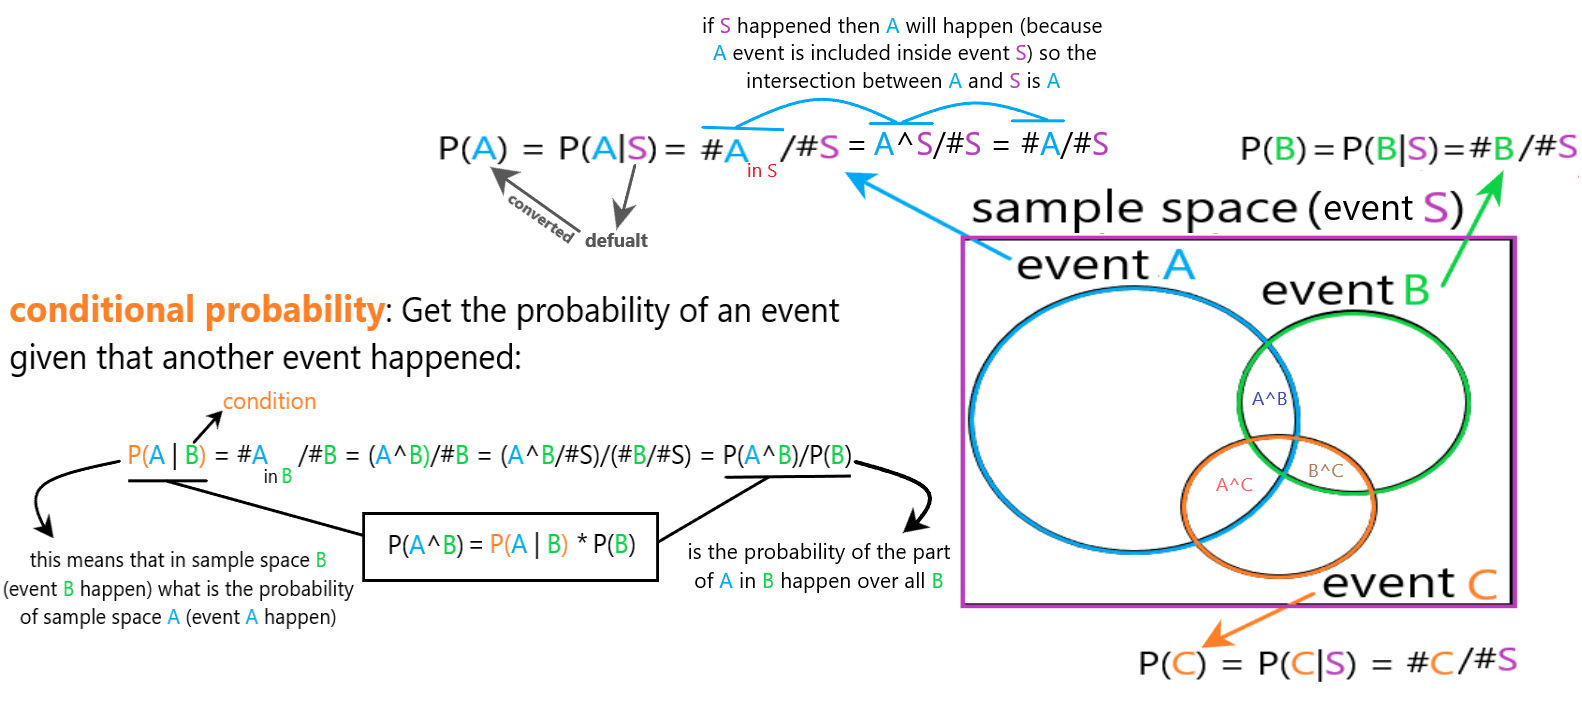 if S happened then A will happen (because
A event is included inside event S) so the
intersection between A and S is A
P(A) = P(A|S) = #A in S /#S = A^S/#S = #A/#S
P(B) = P(B|S) = #B/#S
converted
defualt
sample space (event S)
event A
event B
A^B
A^C
B^C
event C
P(C) = P(C|S) = #C/#S
conditional probability: Get the probability of an event
given that another event happened:
condition
P(A | B) = #A in B /#B = (A^B)/#B = (A^B/#S)/(#B/#S) = P(A^B)/P(B)
P(A^B) = P(A | B) * P(B)
this means that in sample space B
(event B happen) what is the probability
of sample space A (event A happen)
is the probability of the part
of A in B happen over all B